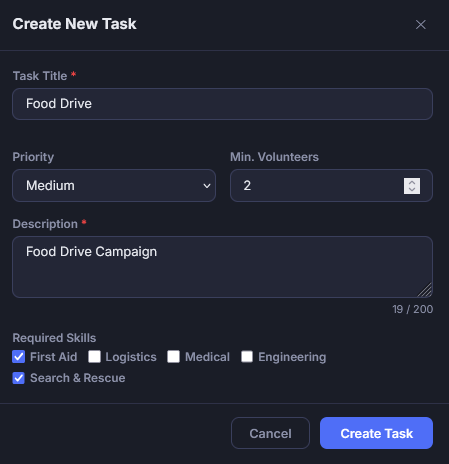 Create New Task
Task Title *
Food Drive
Priority Min. Volunteers
Medium 2
Description *
Food Drive Campaign
19 / 200
Required Skills
First Aid Logistics Medical Engineering
Search & Rescue
Cancel Create Task